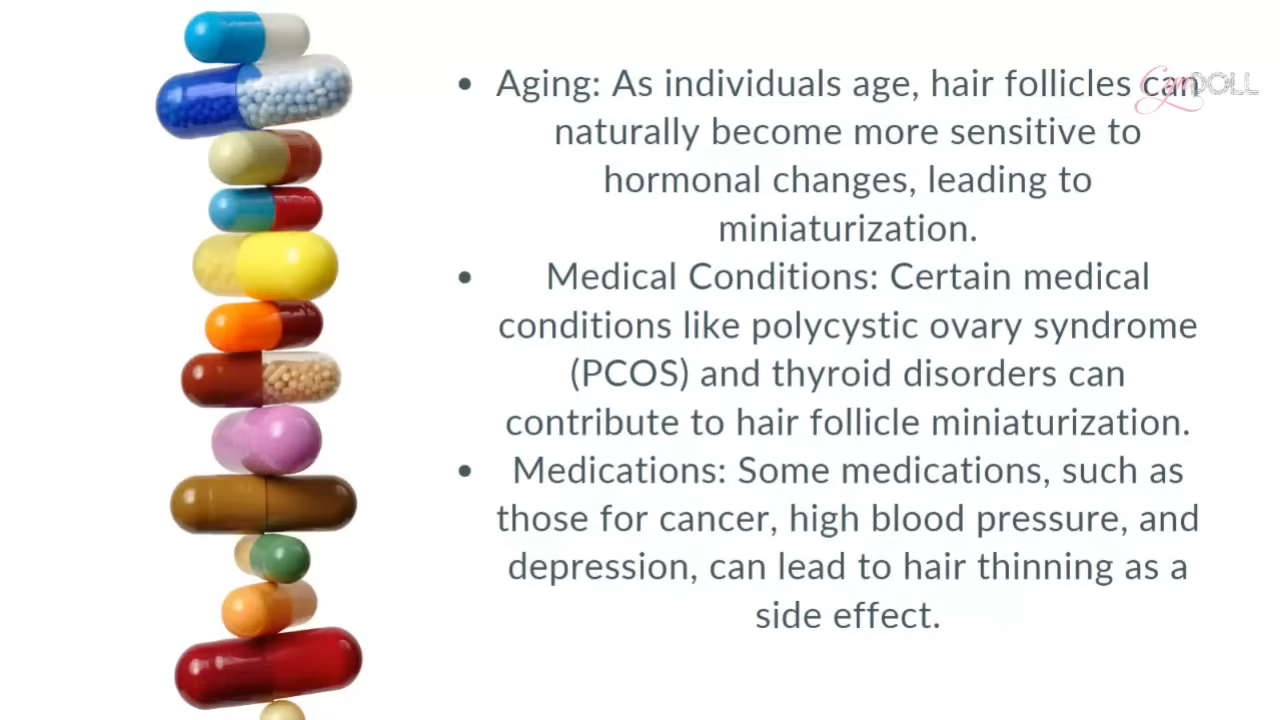 • Aging: As individuals age, hair follicles can
naturally become more sensitive to
hormonal changes, leading to
miniaturization.
• Medical Conditions: Certain medical
conditions like polycystic ovary syndrome
(PCOS) and thyroid disorders can
contribute to hair follicle miniaturization.
• Medications: Some medications, such as
those for cancer, high blood pressure, and
depression, can lead to hair thinning as a
side effect.
DOLL